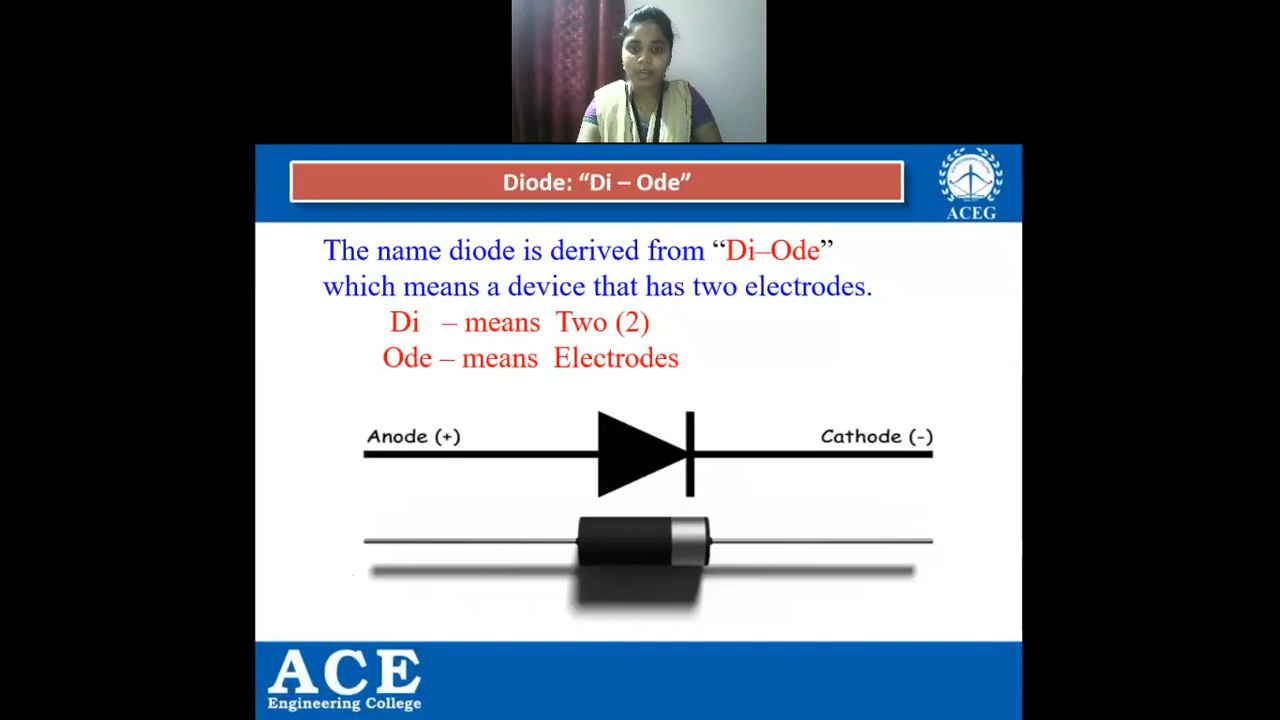 Diode: “Di – Ode”
ACEG
The name diode is derived from “Di–Ode”
which means a device that has two electrodes.
Di – means Two (2)
Ode – means Electrodes
Anode (+)
Cathode (-)
ACE
Engineering College